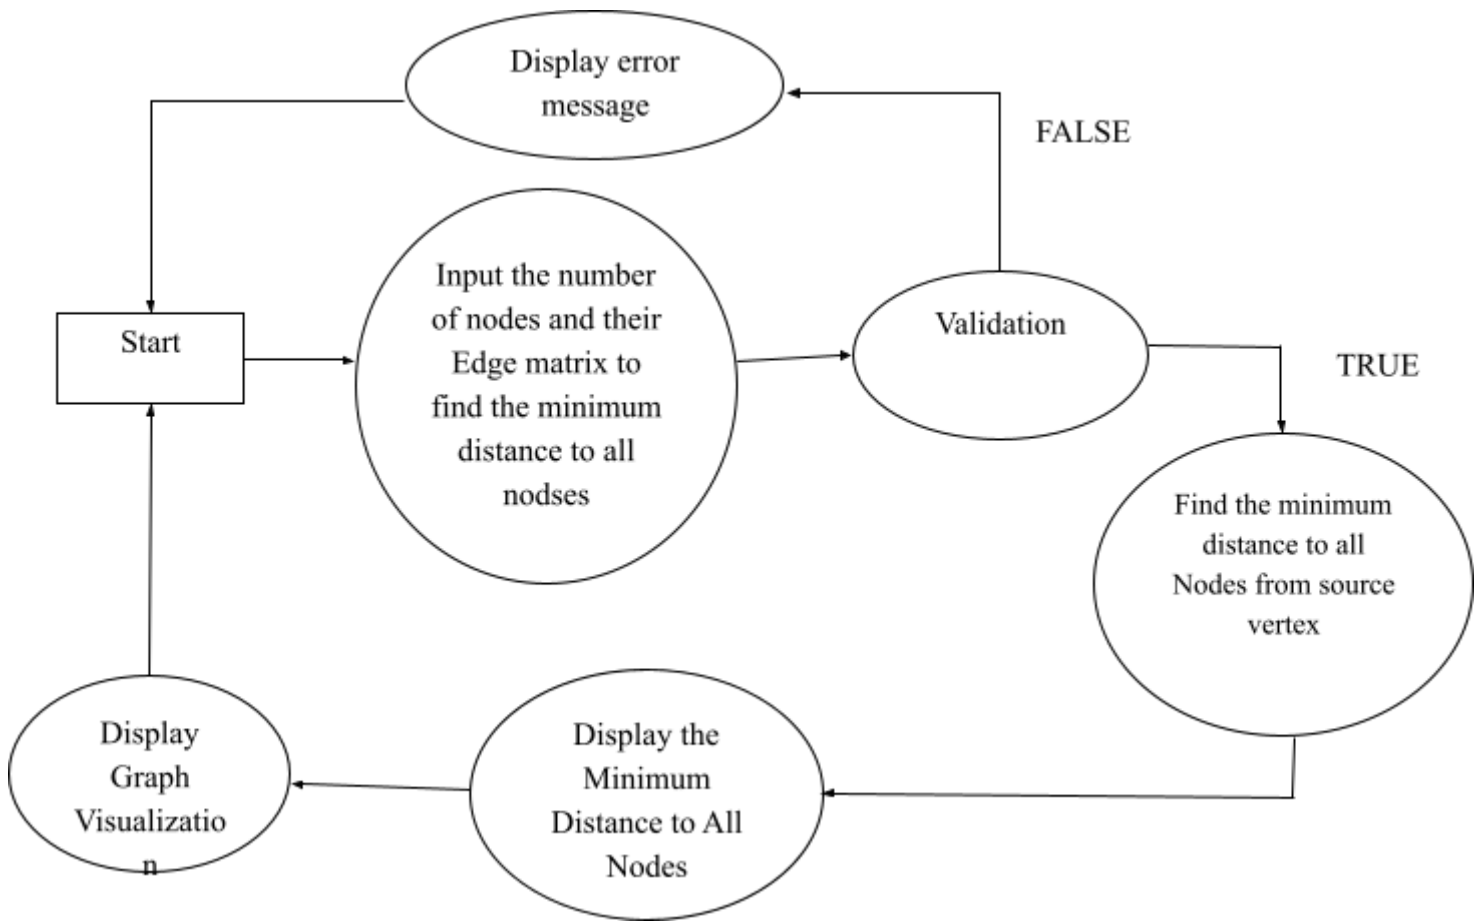 Display error
message
FALSE
Input the number
of nodes and their
Edge matrix to
find the minimum
distance to all
nodses
Start
Validation
TRUE
Find the minimum
distance to all
Nodes from source
vertex
Display
Graph
Visualizatio
n
Display the
Minimum
Distance to All
Nodes